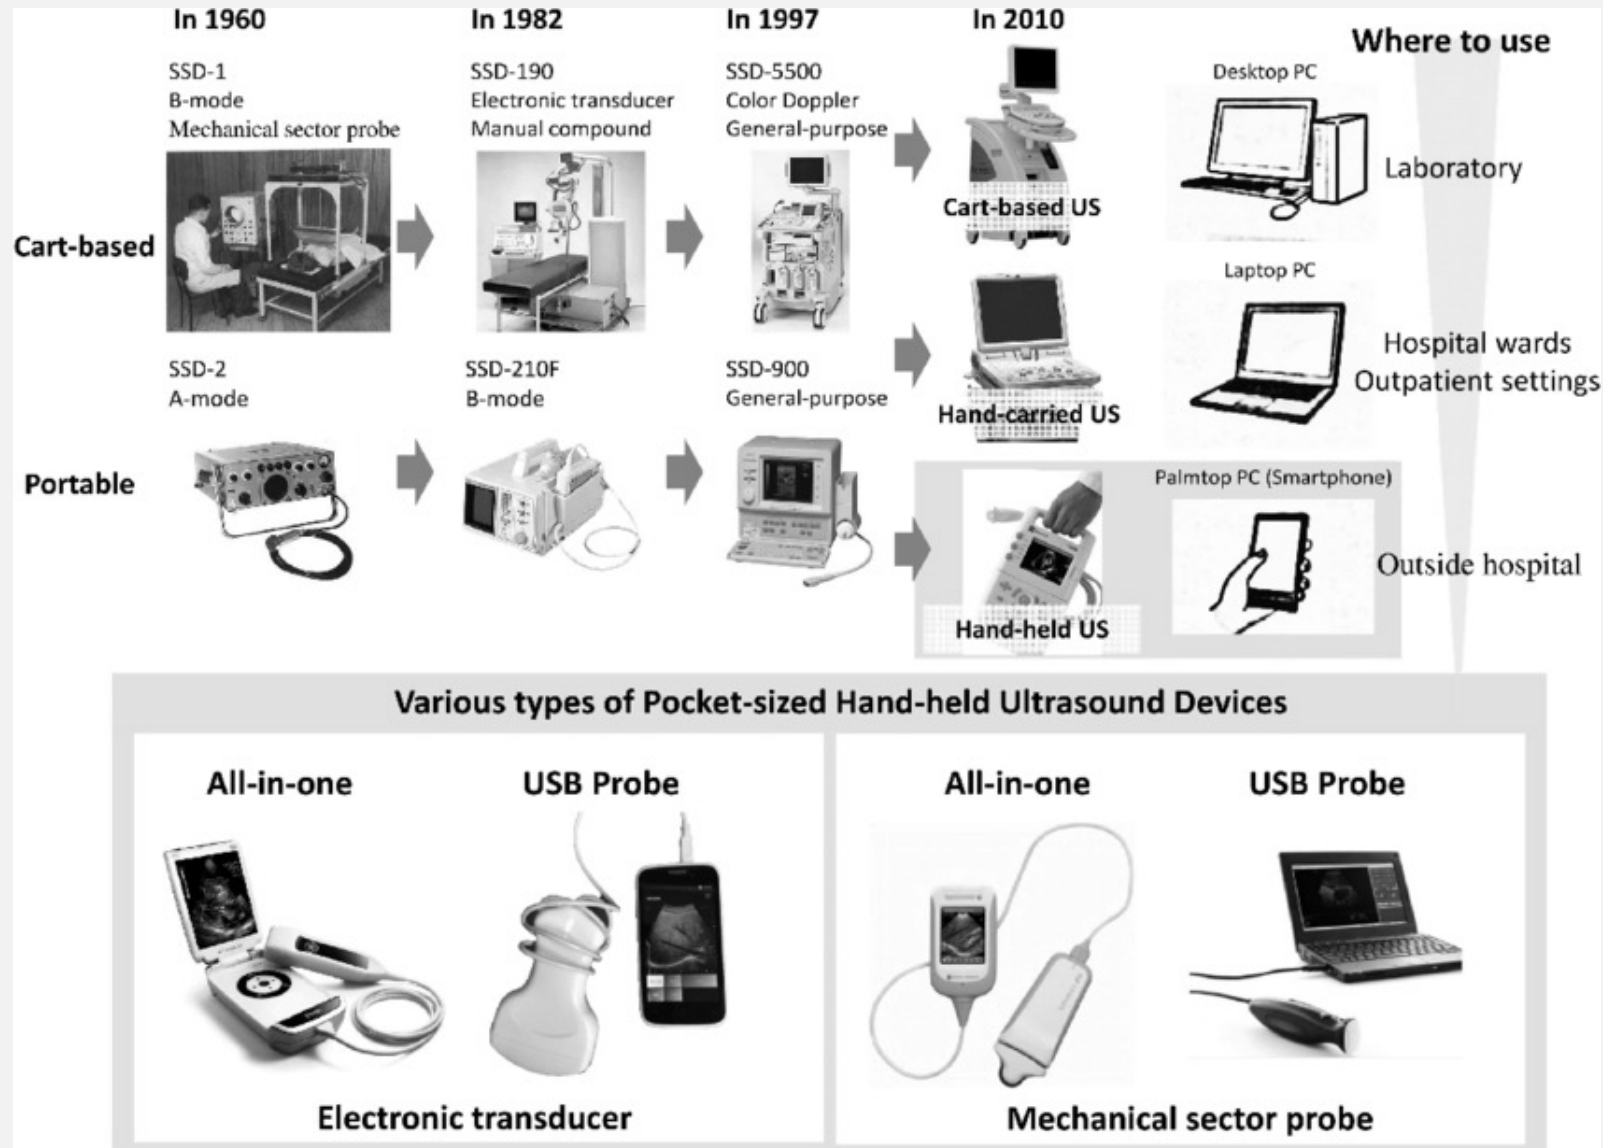 In 1960
In 1982
In 1997
In 2010
Where to use
SSD-1
B-mode
Mechanical sector probe
SSD-190
Electronic transducer
Manual compound
SSD-5500
Color Doppler
General-purpose
Desktop PC
Laboratory
Cart-based US
Cart-based
Laptop PC
SSD-2
A-mode
SSD-210F
B-mode
SSD-900
General-purpose
Hospital wards
Outpatient settings
Hand-carried US
Portable
Palmtop PC (Smartphone)
Outside hospital
Hand-held US
Various types of Pocket-sized Hand-held Ultrasound Devices
All-in-one
USB Probe
All-in-one
USB Probe
Electronic transducer
Mechanical sector probe